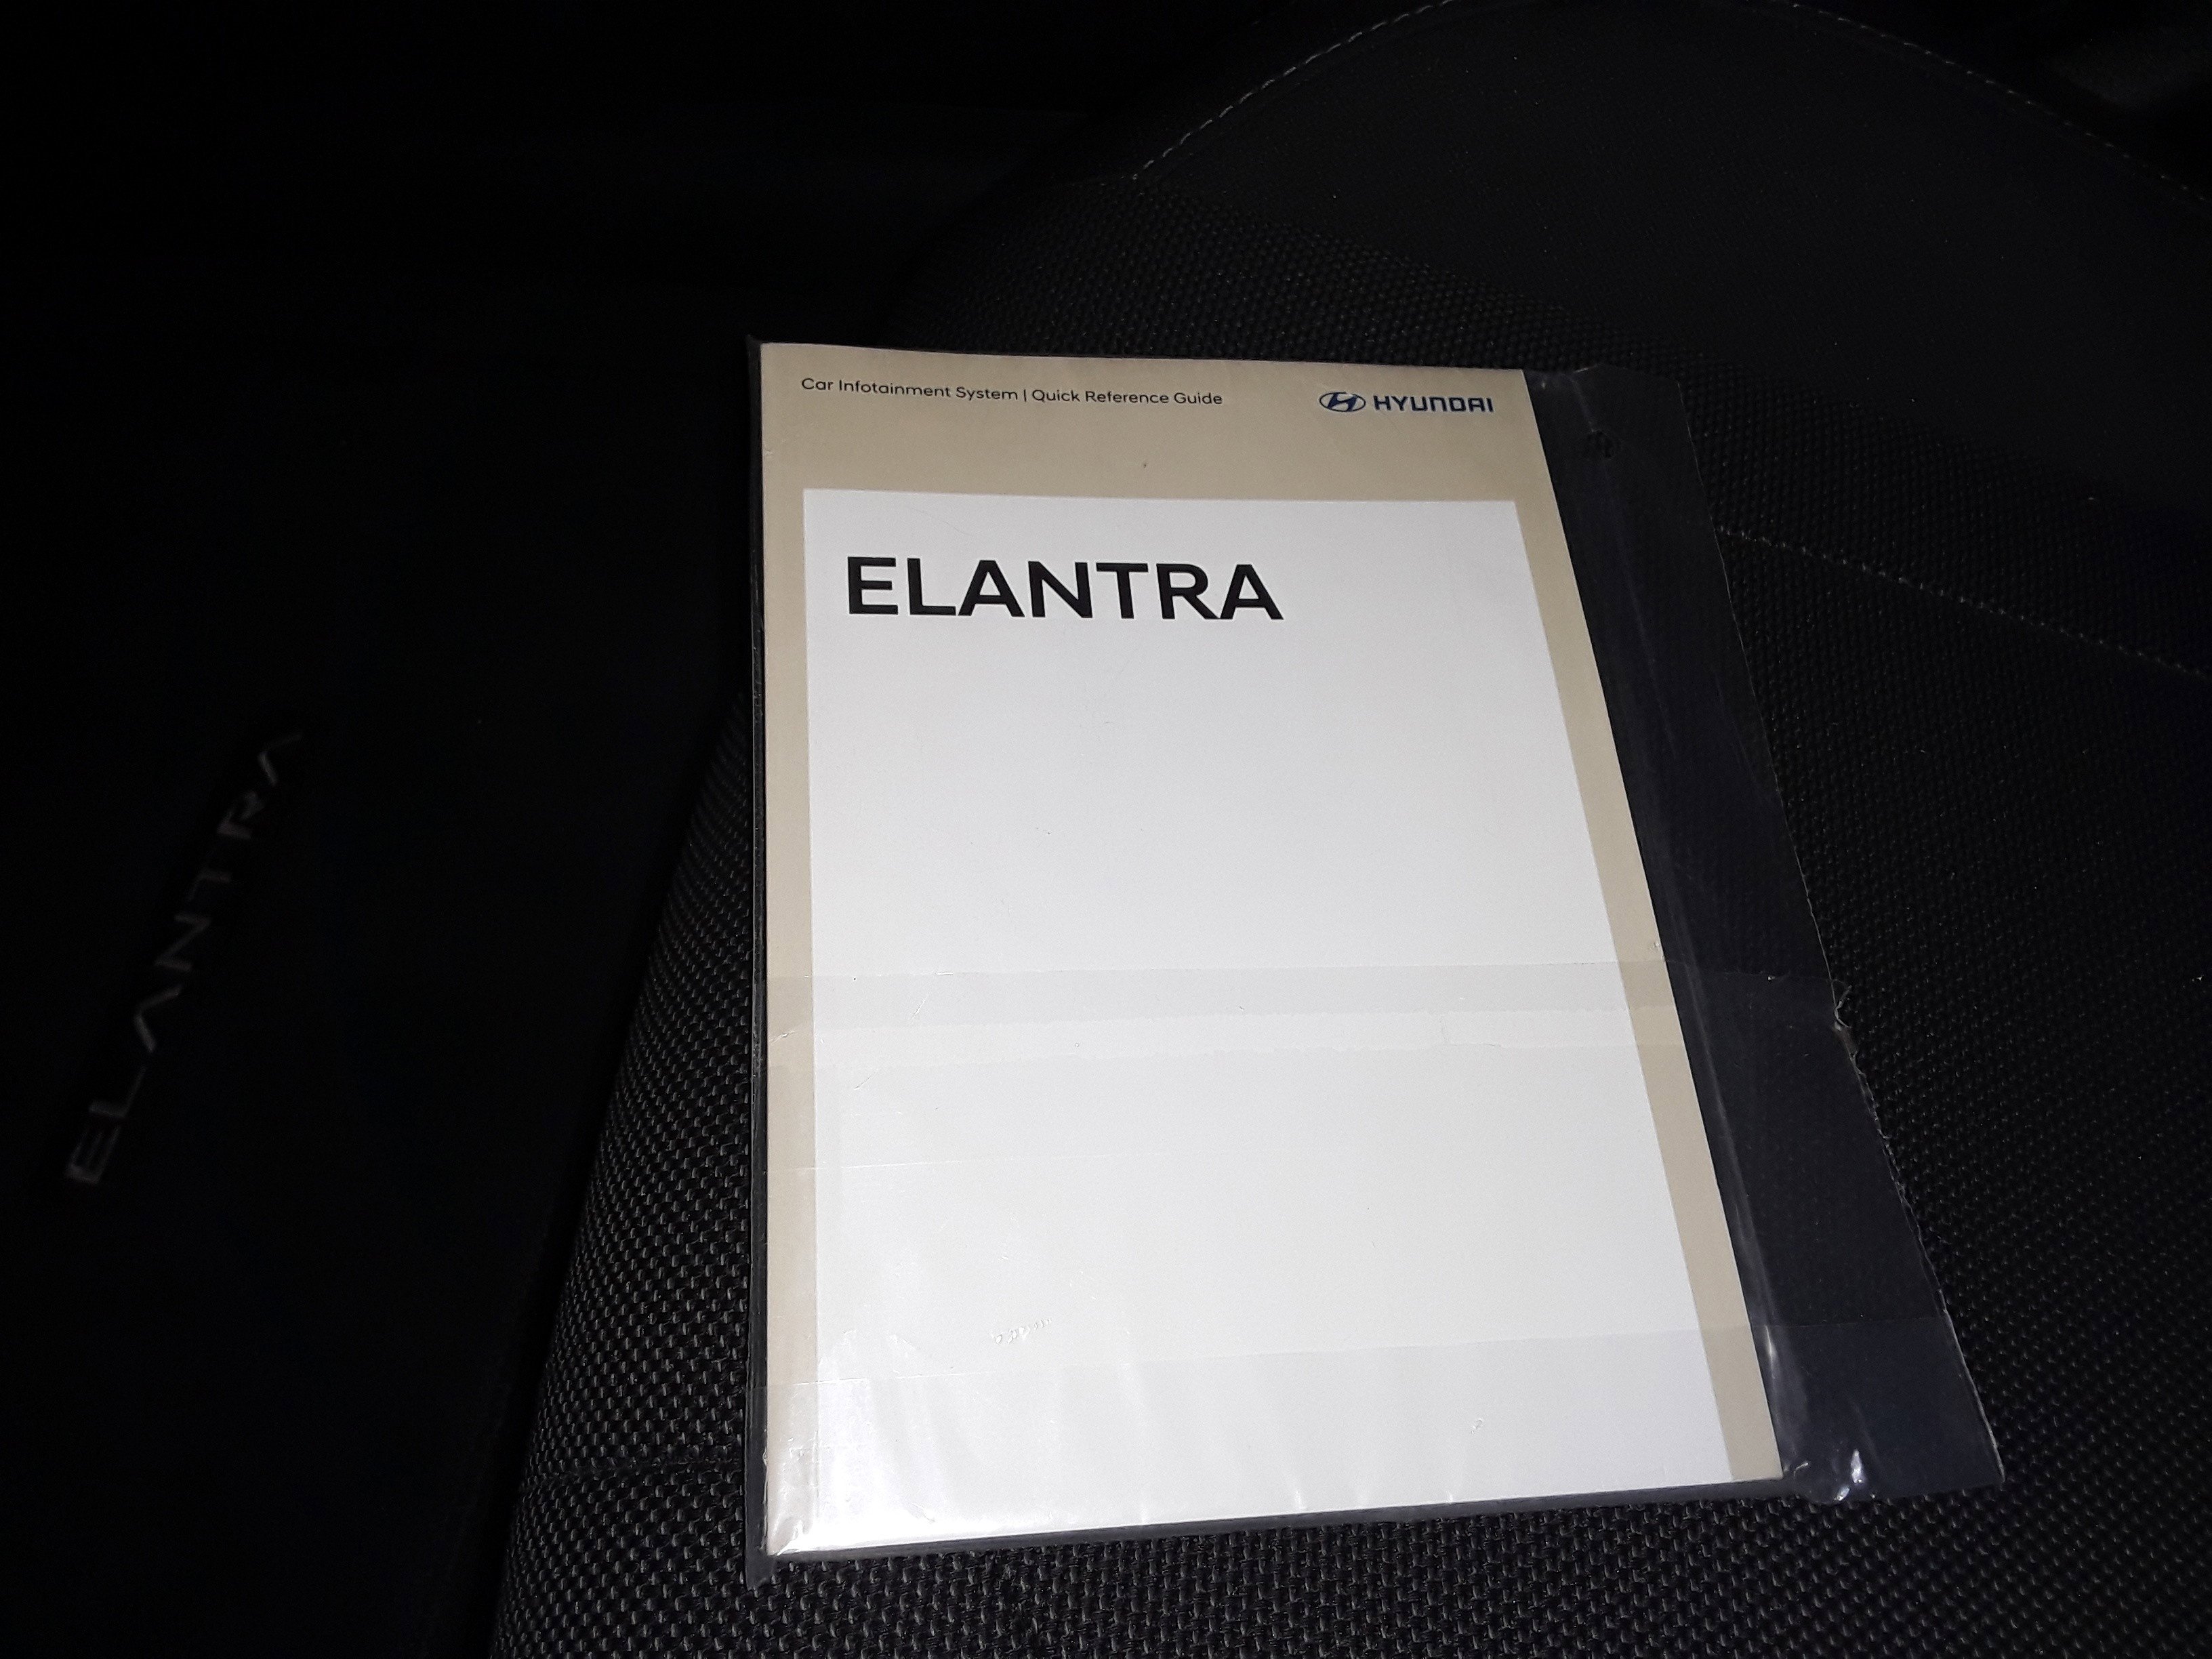 Car Infotainment System | Quick Reference Guide
HYUNDAI
ELANTRA
ELANTRA